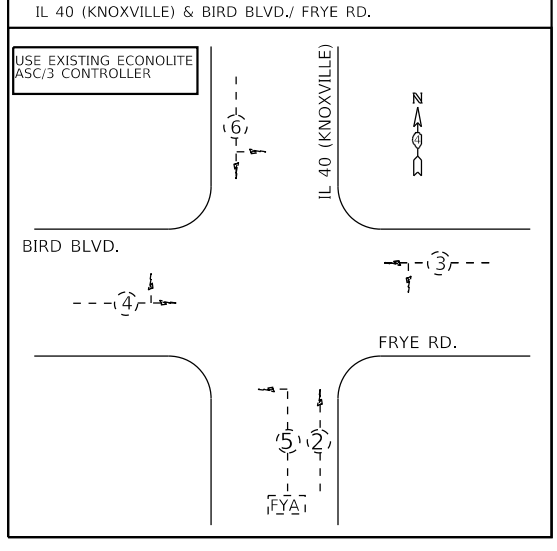 IL 40 (KNOXVILLE) & BIRD BLVD./ FRYE RD.
USE EXISTING ECONOLITE
ASC/3 CONTROLLER
IL 40 (KNOXVILLE)
N
4
6
BIRD BLVD.
3
4
FRYE RD.
5
2
FYA